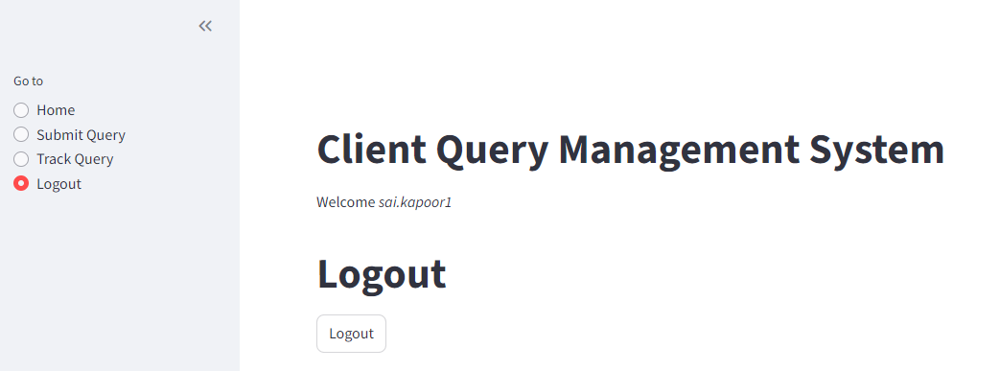 Go to
Home
Submit Query
Track Query
Logout
Client Query Management System
Welcome sai.kapoor1
Logout
Logout